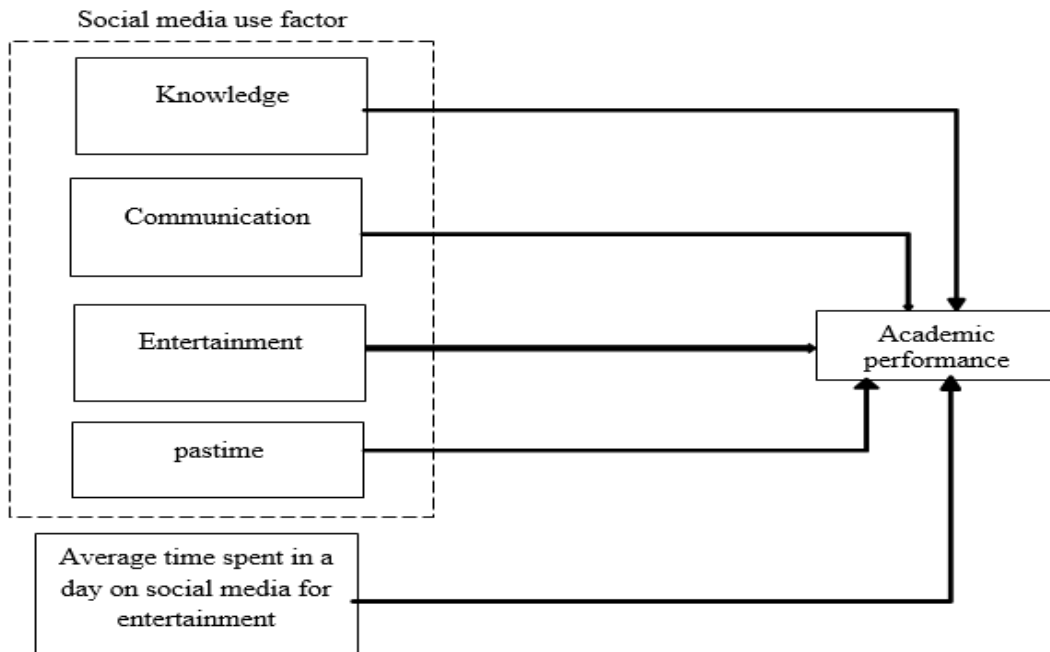 Social media use factor
Knowledge
Communication
Entertainment
pastime
Average time spent in a
day on social media for
entertainment
Academic
performance